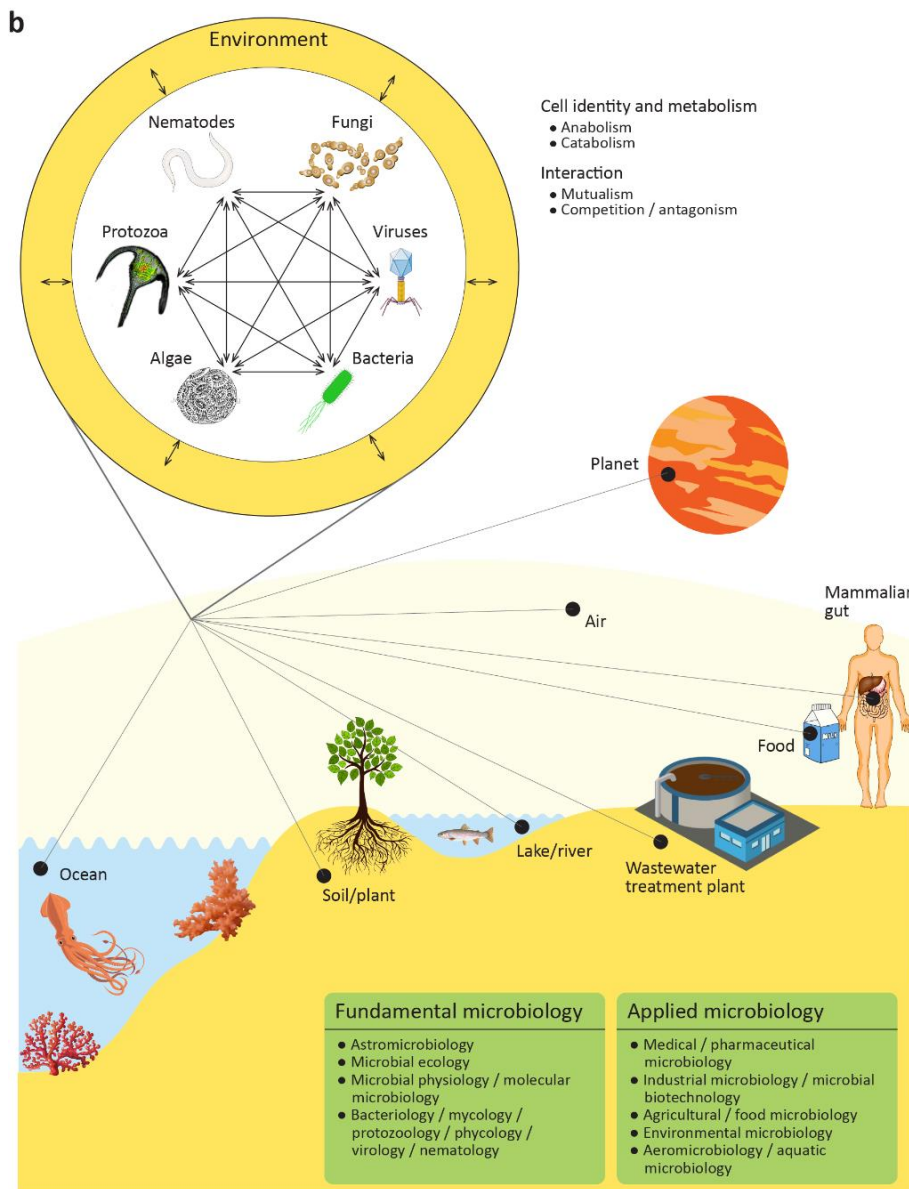 b
Environment
Nematodes
Fungi
Protozoa
Viruses
Algae
Bacteria
Cell identity and metabolism
● Anabolism
● Catabolism
Interaction
● Mutualism
● Competition / antagonism
Planet
Air
Mammalian
gut
Food
Ocean
Soil/plant
Lake/river
Wastewater
treatment plant
Fundamental microbiology
● Astromicrobiology
● Microbial ecology
● Microbial physiology / molecular
microbiology
● Bacteriology / mycology /
protozoology / phycology /
virology / nematology
Applied microbiology
● Medical / pharmaceutical
microbiology
● Industrial microbiology / microbial
biotechnology
● Agricultural / food microbiology
● Environmental microbiology
● Aeromicrobiology / aquatic
microbiology